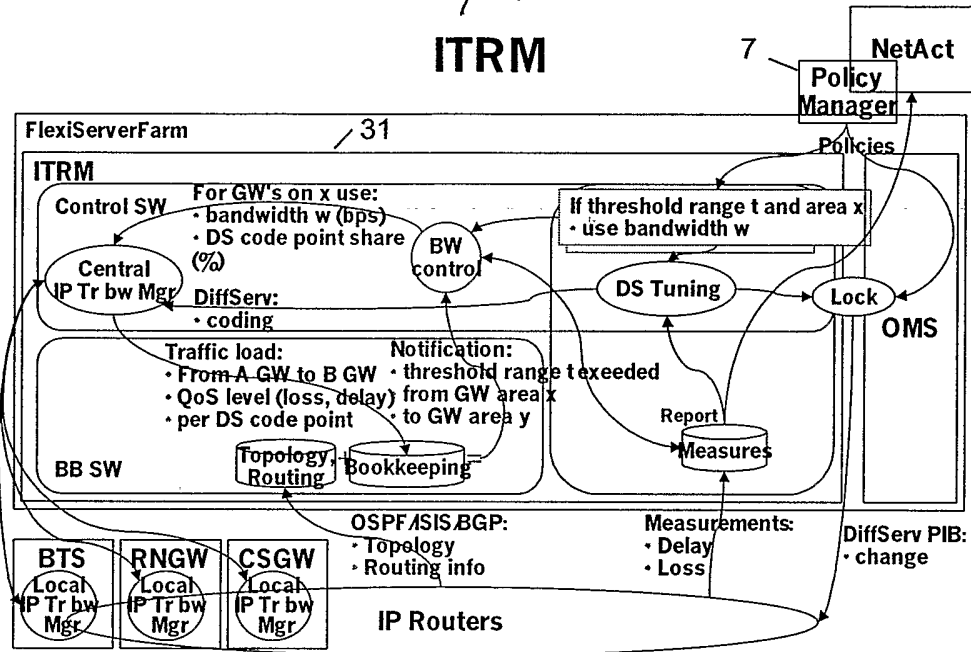 7
ITRM
7
NetAct
Policy
Manager
FlexiServerFarm
31
Policies
ITRM
Control SW
For GW's on x use:
· bandwidth w (bps)
· DS code point share
(%)
BW
control
If threshold range t and area x
· use bandwidth w
Central
IP Tr bw Mgr
DS Tuning
Lock
OMS
DiffServ:
· coding
Traffic load:
· From A GW to B GW
· QoS level (loss, delay)
· per DS code point
Notification:
· threshold range t exeeded
· from GW area x
· to GW area y
Report
Measures
BB SW
Topology,
Routing
Bookkeeping
OSPF/ISIS/BGP:
· Topology
· Routing info
Measurements:
· Delay
· Loss
DiffServ PIB:
· change
BTS
Local
IP Tr bw
Mgr
RNGW
Local
IP Tr bw
Mgr
CSGW
Local
IP Tr bw
Mgr
IP Routers